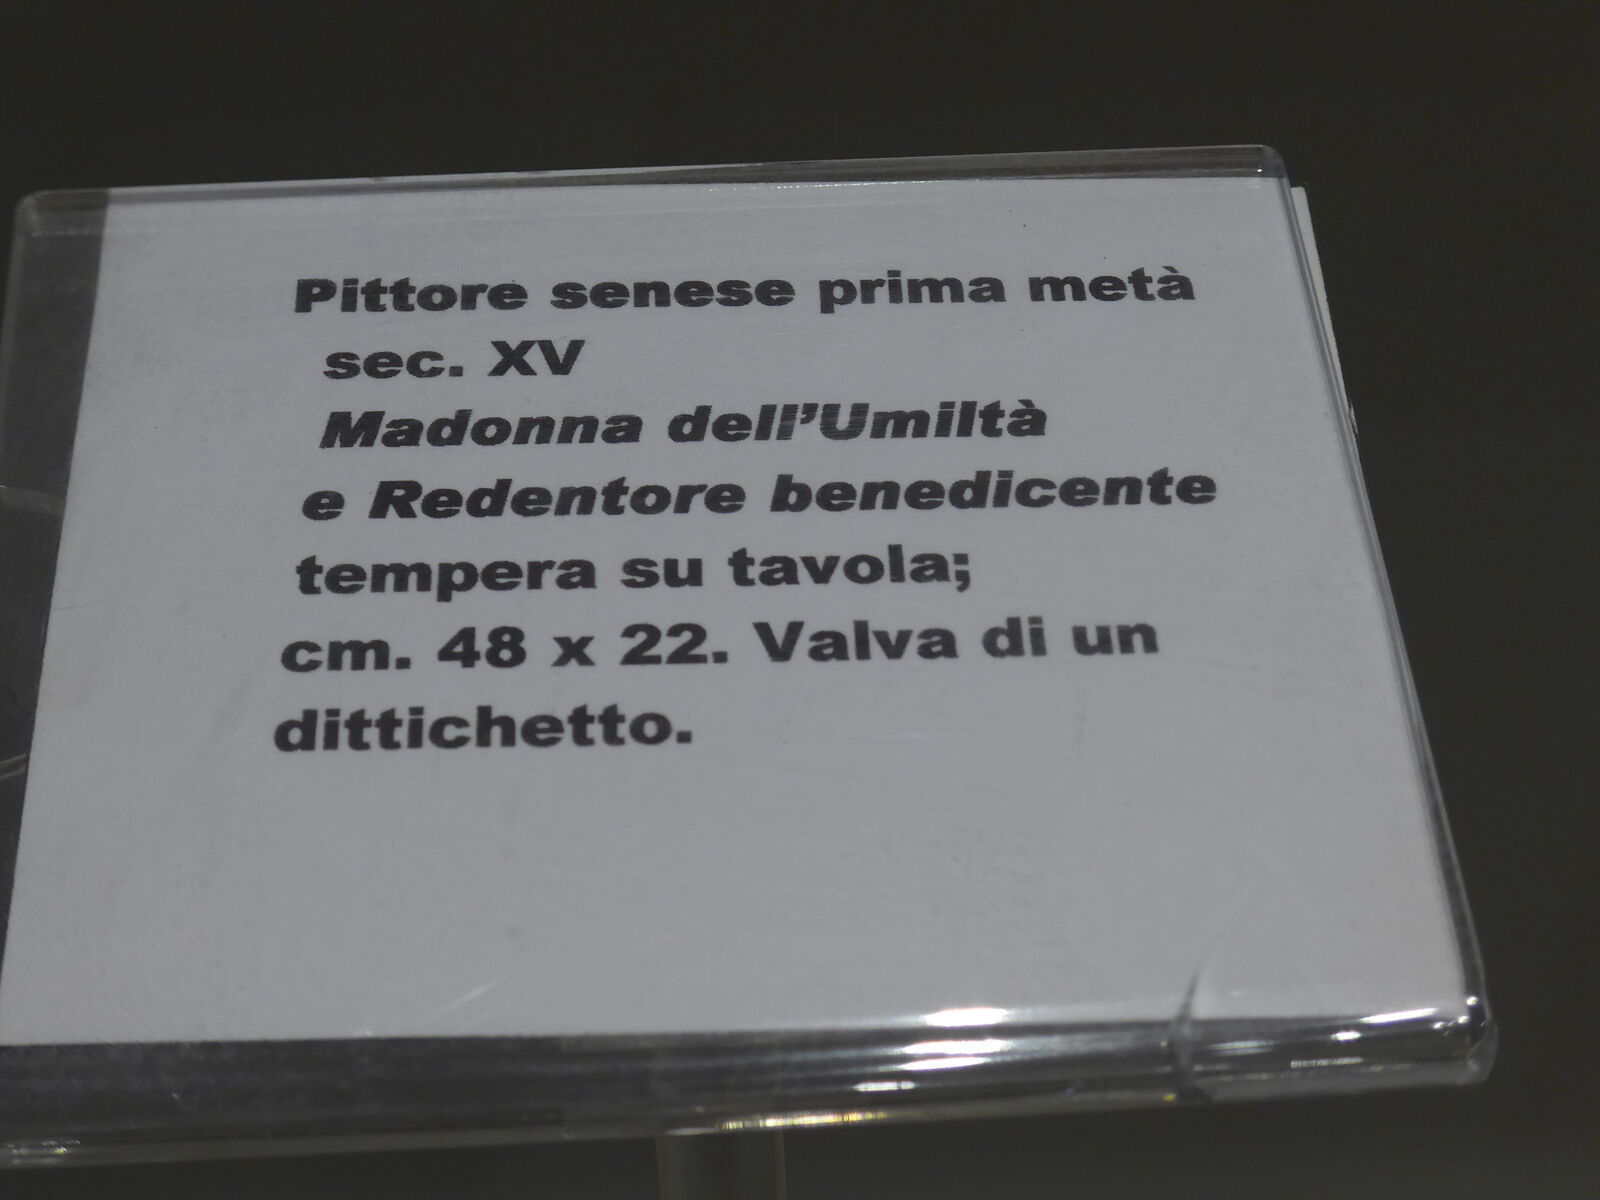 Pittore senese prima metà
sec. XV
Madonna dell’Umiltà
e Redentore benedicente
tempera su tavola;
cm. 48 x 22. Valva di un
dittichetto.